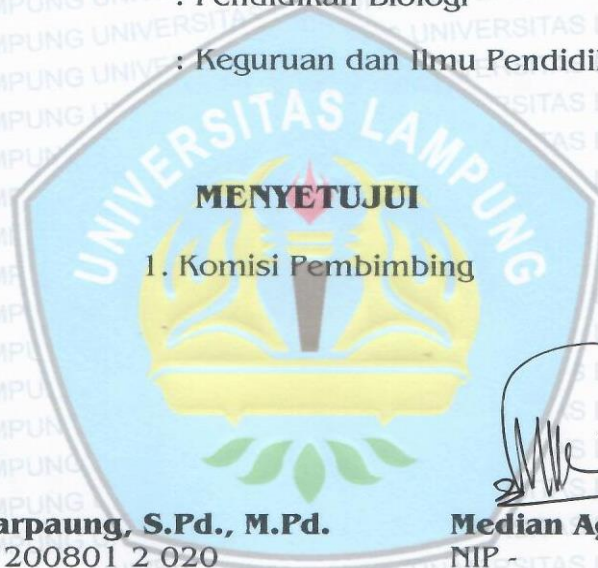 : Pendidikan Biologi
: Keguruan dan Ilmu Pendidi
UNIVERSITAS LAMPUNG
MENYETUJUI
1. Komisi Pembimbing
arpaung, S.Pd., M.Pd.
Median Ag
200801 2 020
NIP -